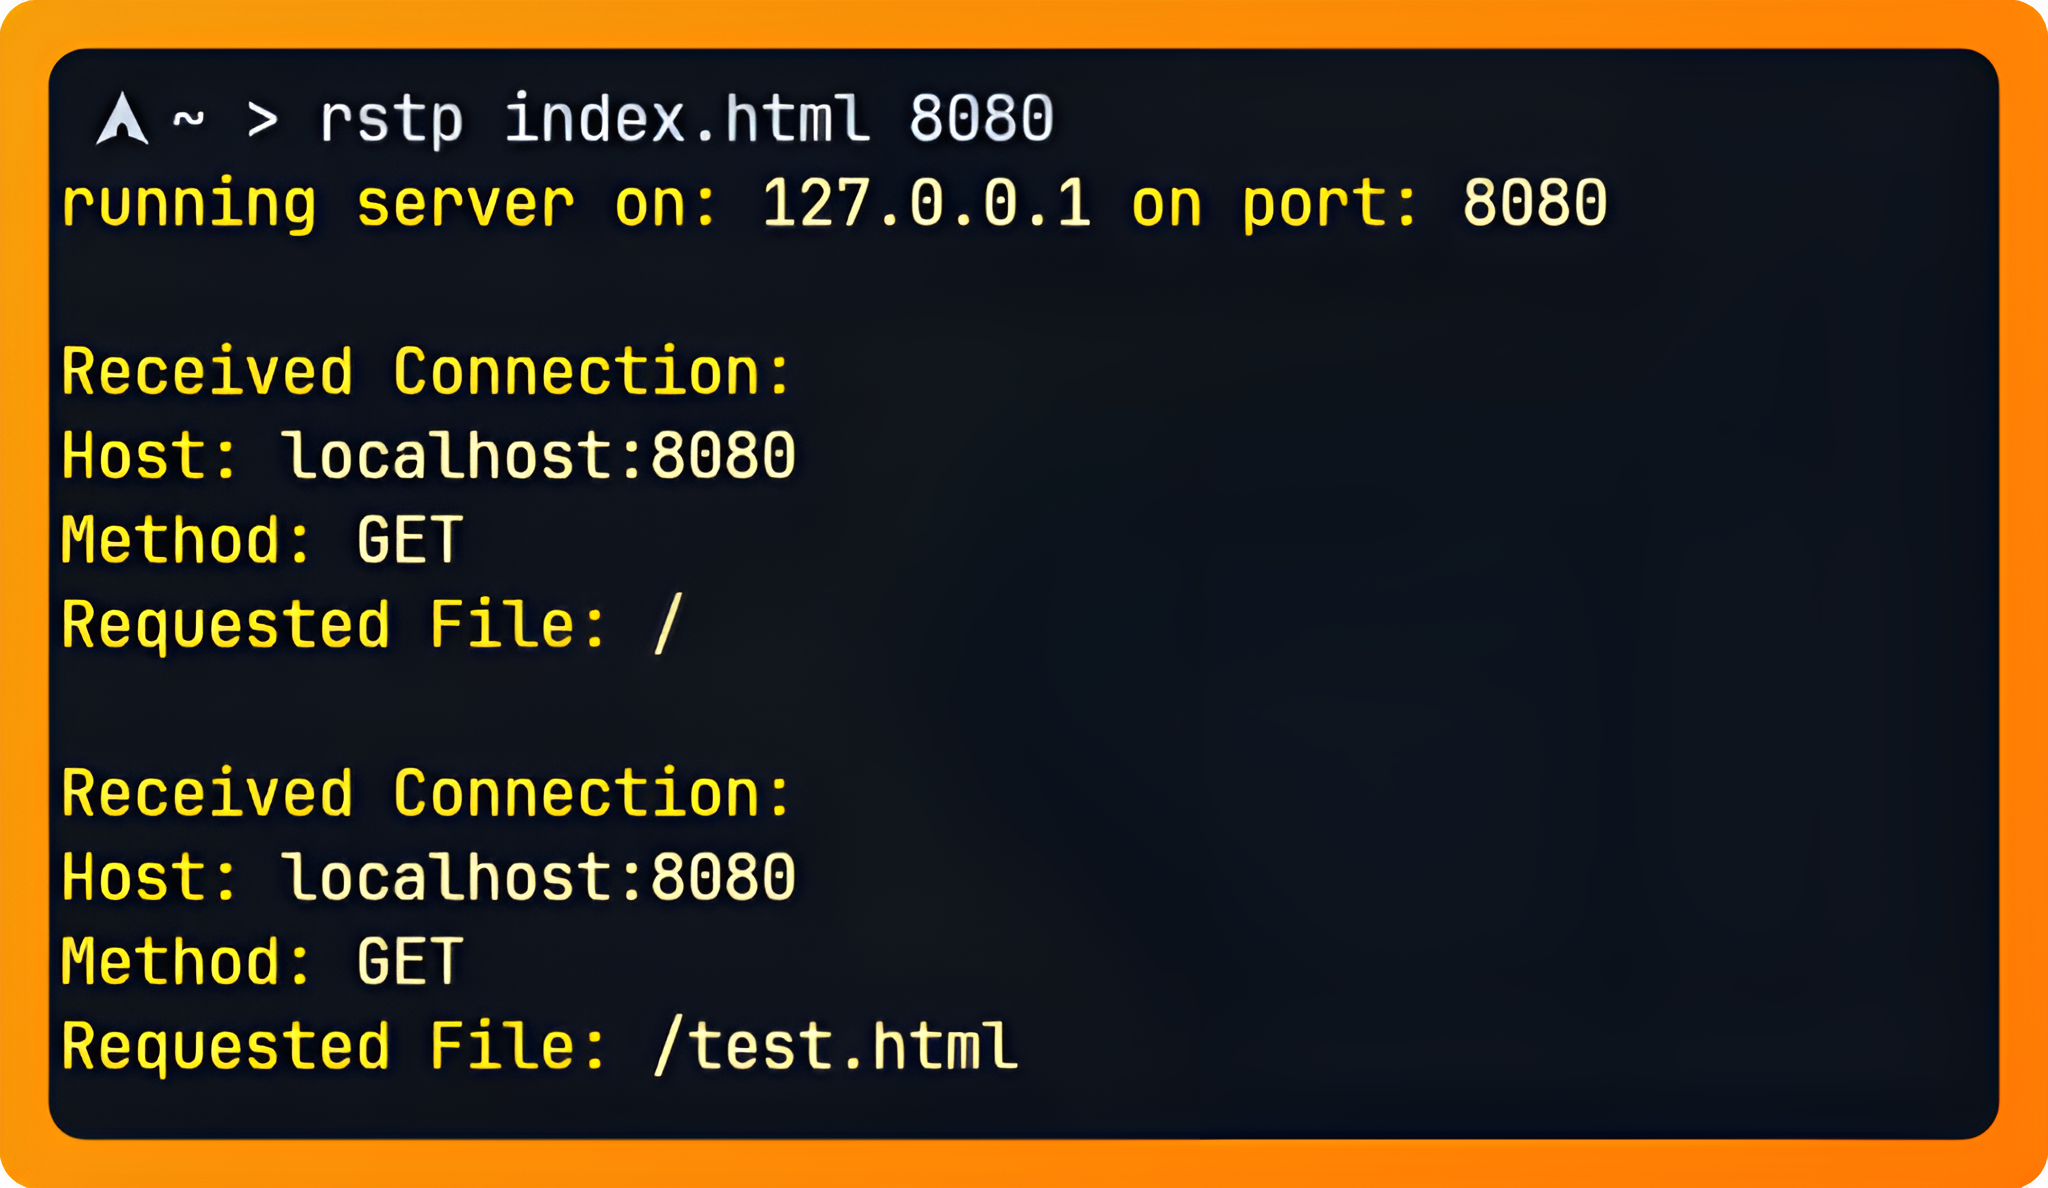 ~ > rstp index.html 8080
running server on: 127.0.0.1 on port: 8080
Received Connection:
Host: localhost:8080
Method: GET
Requested File: /
Received Connection:
Host: localhost:8080
Method: GET
Requested File: /test.html